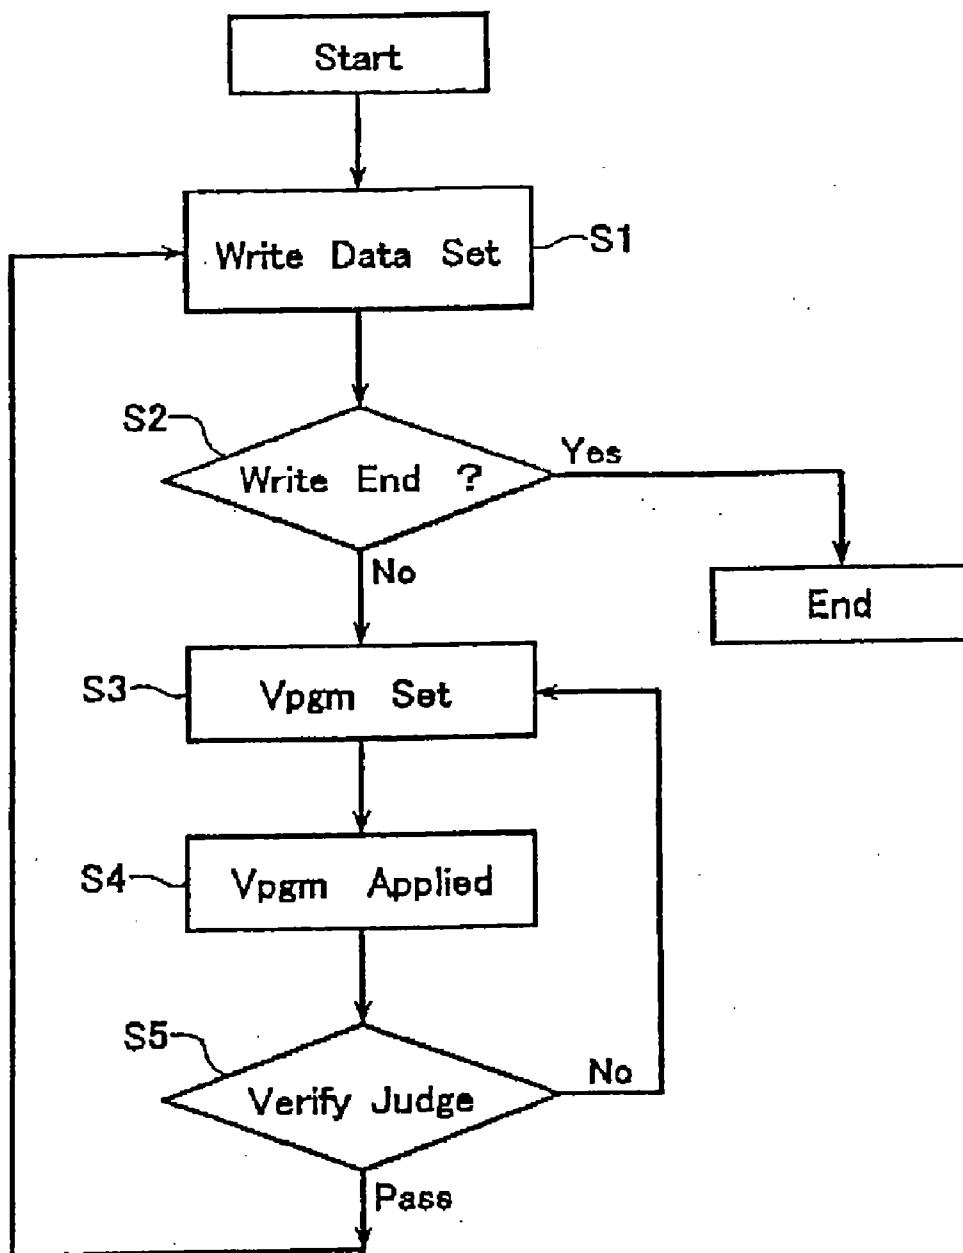 Start
Write Data Set
S1
S2
Write End ?
Yes
No
End
S3
Vpgm Set
S4
Vpgm Applied
S5
Verify Judge
No
Pass